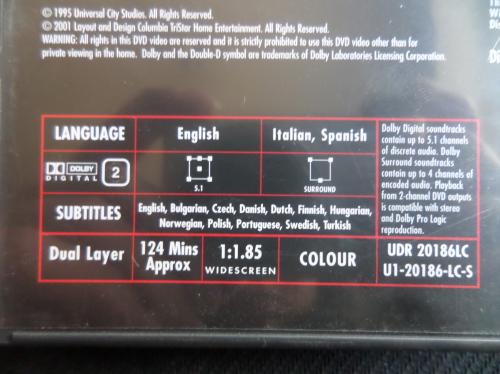 © 1995 Universal City Studios. All Rights Reserved.
© 2001 Layout and Design Columbia TriStar Home Entertainment. All Rights Reserved.
WARNING: All rights in this DVD video are reserved and it is strictly prohibited to use this DVD video other than for
private viewing in the home. Dolby and the Double-D symbol are trademarks of Dolby Laboratories Licensing Corporation.
LANGUAGE English Italian, Spanish
DOLBY DIGITAL 2 5.1 SURROUND
Dolby Digital soundtracks
contain up to 5.1 channels
of discrete audio. Dolby
Surround soundtracks
contain up to 4 channels of
encoded audio. Playback
from 2-channel DVD outputs
is compatible with stereo
and Dolby Pro Logic
reproduction.
SUBTITLES
English, Bulgarian, Czech, Danish, Dutch, Finnish, Hungarian,
Norwegian, Polish, Portuguese, Swedish, Turkish
Dual Layer
124 Mins
Approx
1:1.85
WIDESCREEN
COLOUR
UDR 20186LC
U1-20186-LC-S